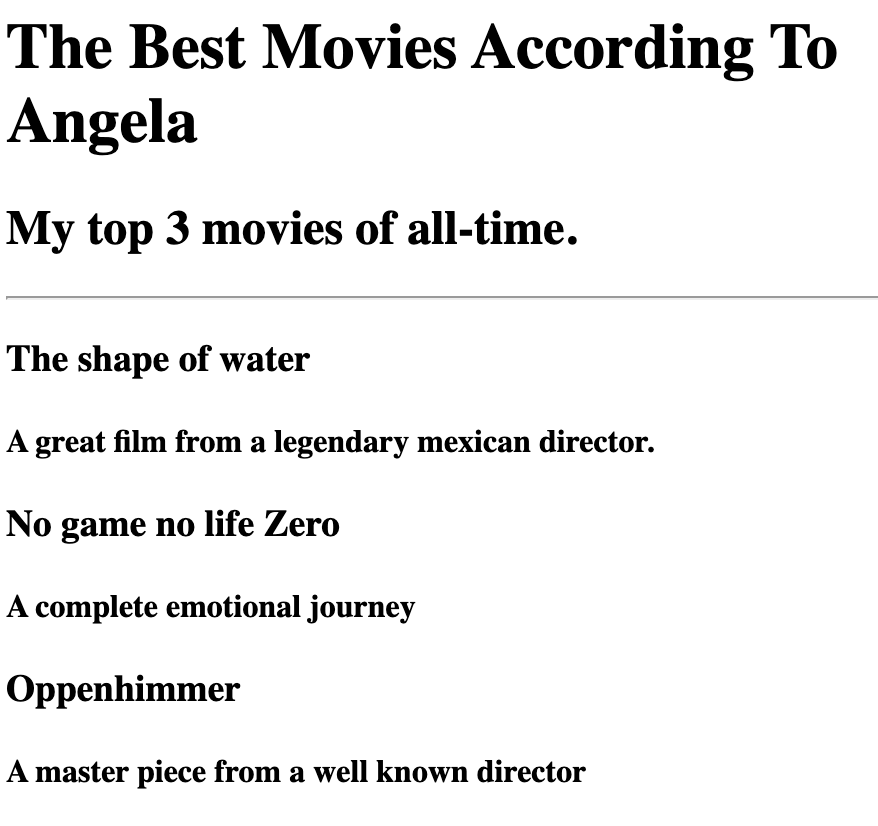 The Best Movies According To
Angela
My top 3 movies of all-time.
The shape of water
A great film from a legendary mexican director.
No game no life Zero
A complete emotional journey
Oppenhimmer
A master piece from a well known director